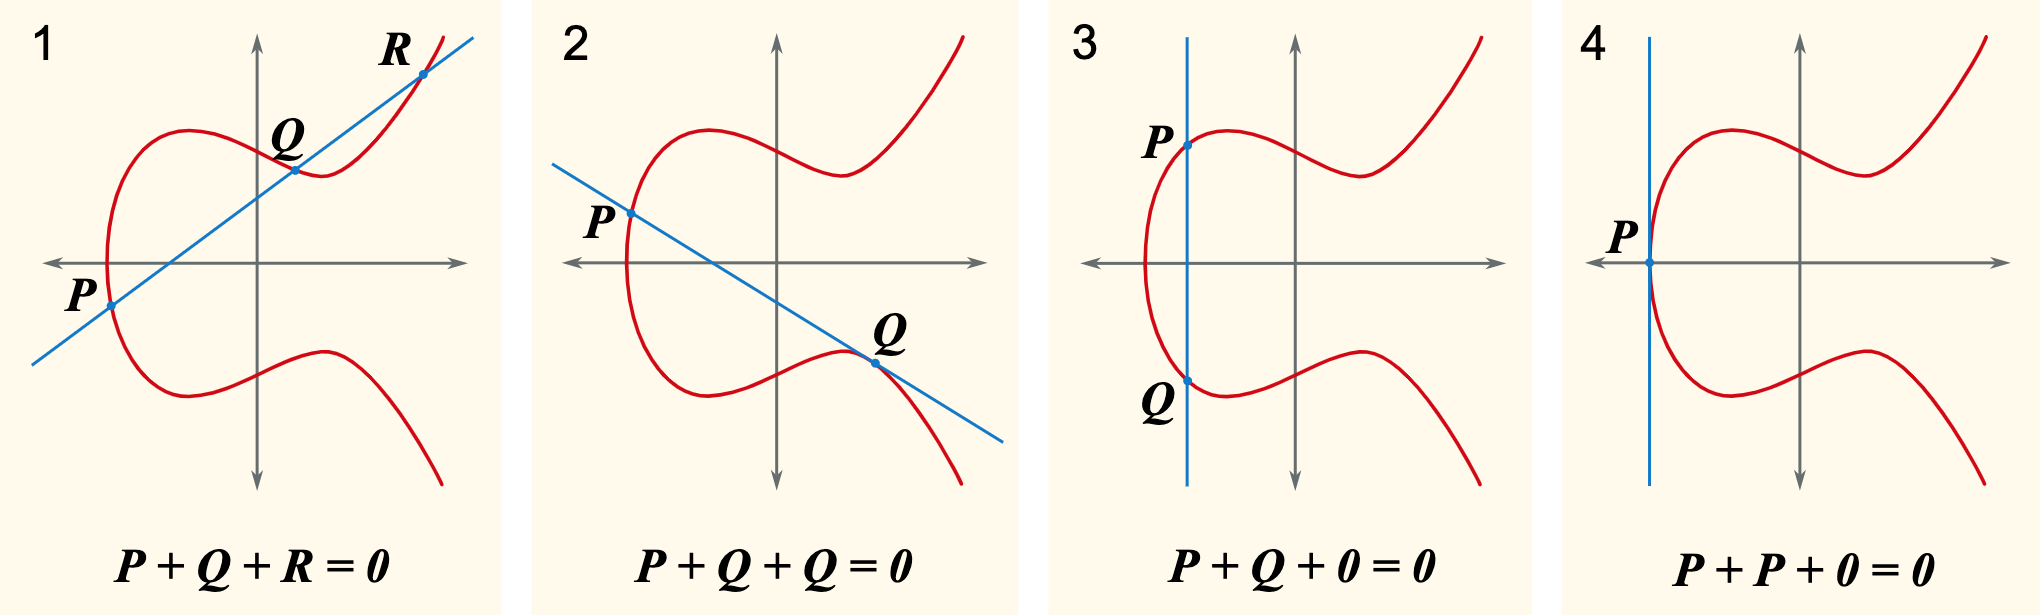 1
R
Q
P
P + Q + R = 0
2
P
Q
P + Q + Q = 0
3
P
Q
P + Q + 0 = 0
4
P
P + P + 0 = 0